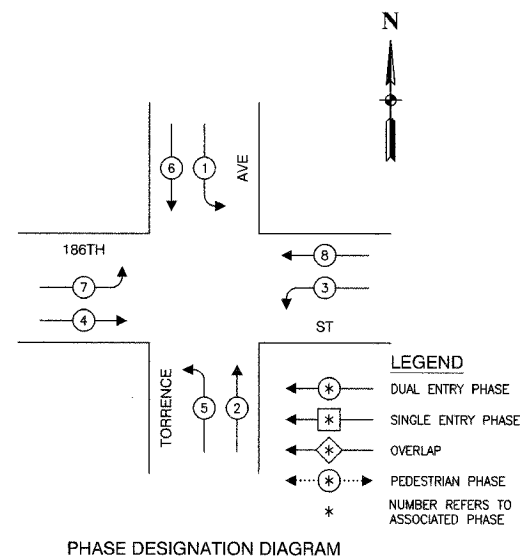 N
6
1
AVE
186TH
8
7
3
4
ST
TORRENCE
5
2
LEGEND
* DUAL ENTRY PHASE
* SINGLE ENTRY PHASE
* OVERLAP
* PEDESTRIAN PHASE
* NUMBER REFERS TO
ASSOCIATED PHASE
PHASE DESIGNATION DIAGRAM